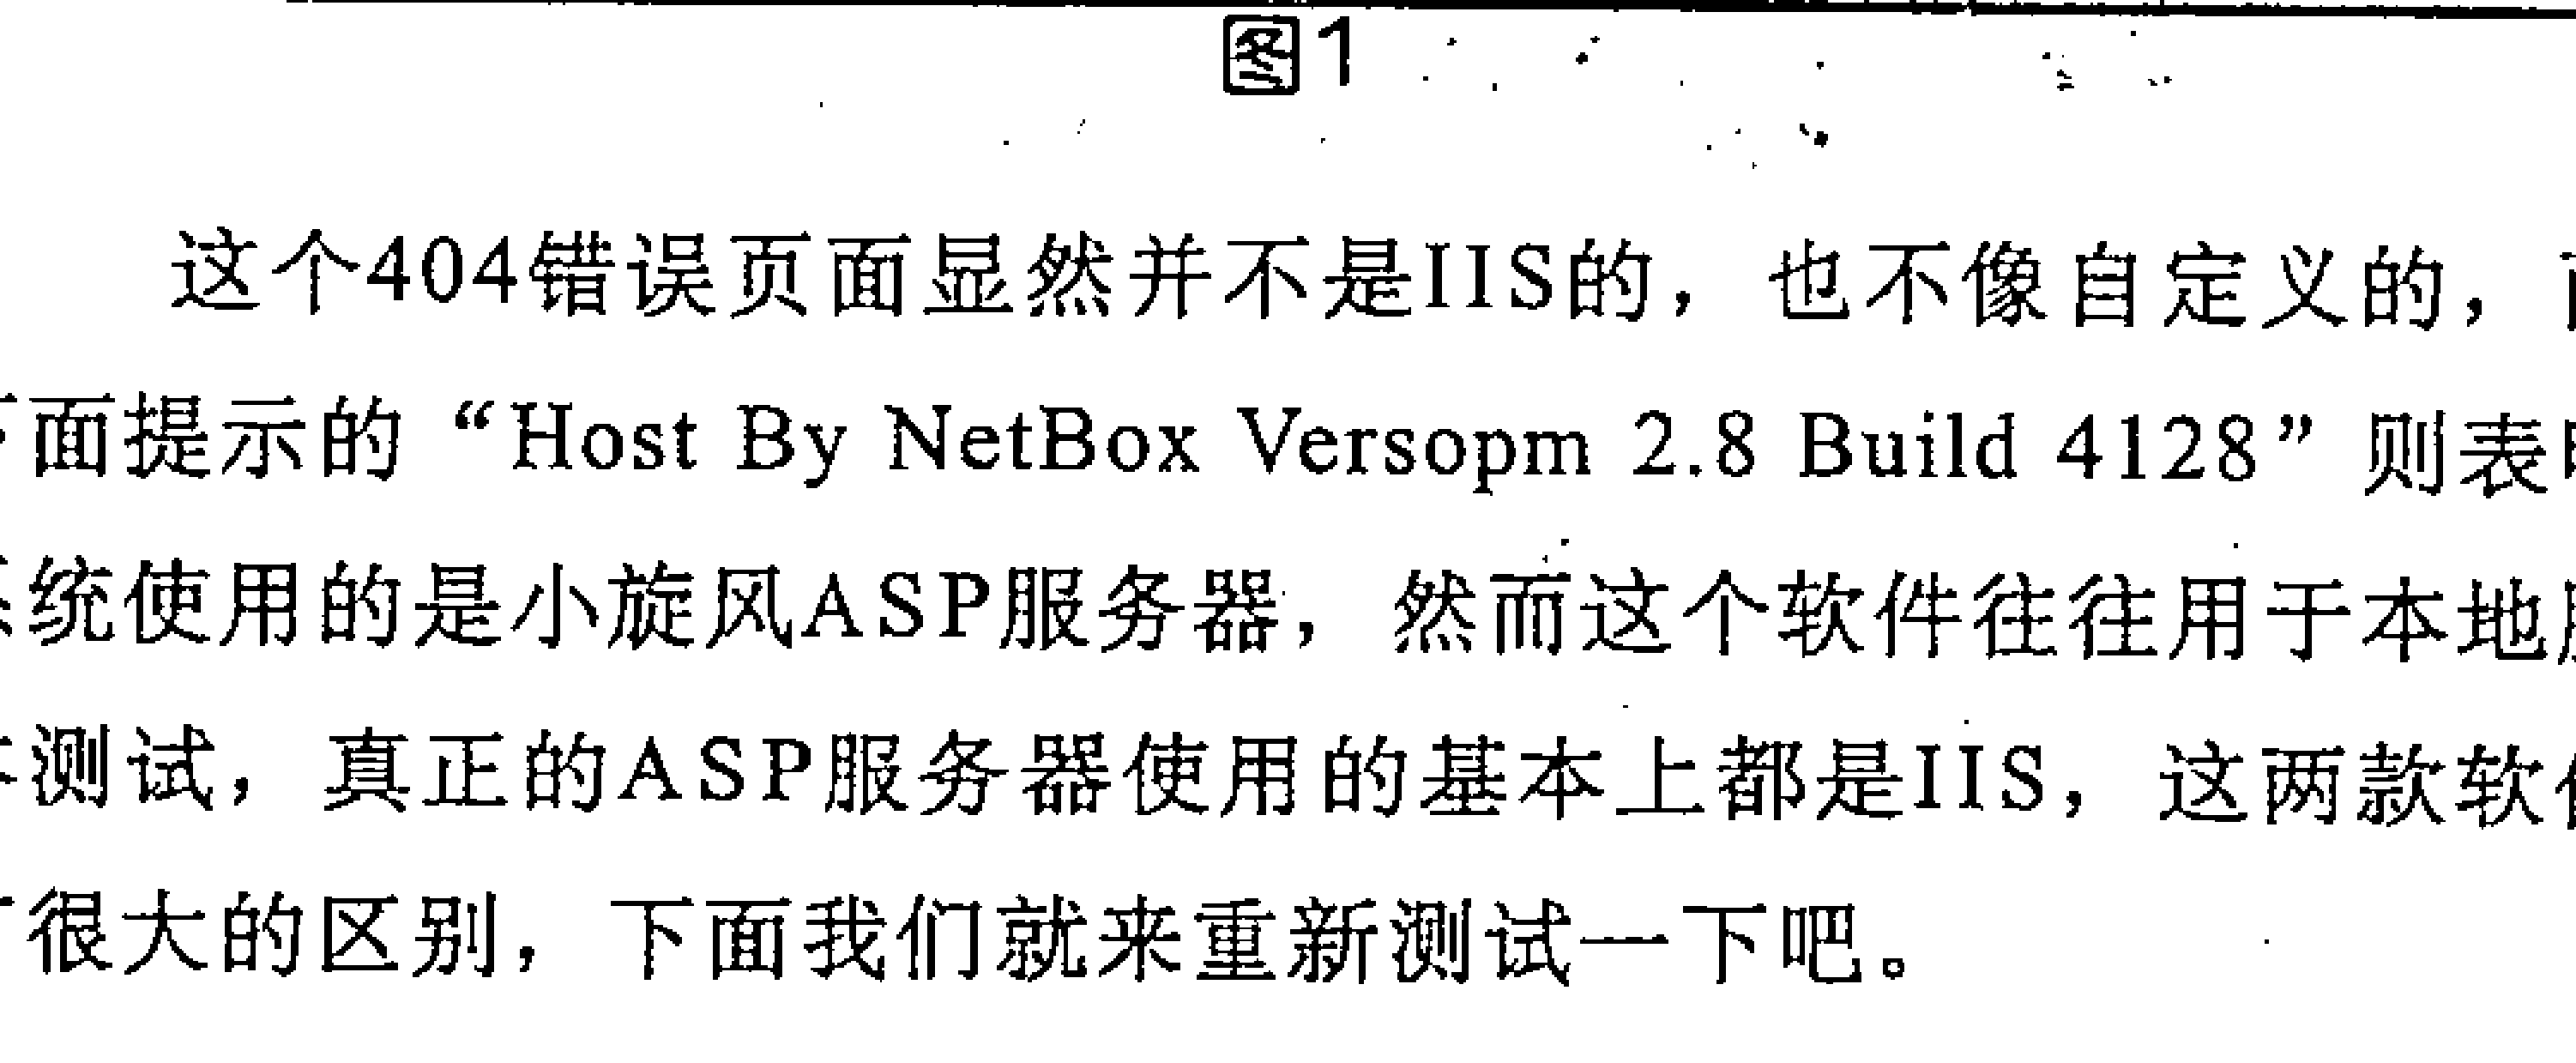 图1
这个404错误页面显然并不是IIS的，也不像自定义的，
面提示的“Host By NetBox Versopm 2.8 Build 4128”则表
统使用的是小旋风ASP服务器，然而这个软件往往用于本地
测试，真正的ASP服务器使用的基本上都是IIS，这两款软
很大的区别，下面我们就来重新测试一下吧。